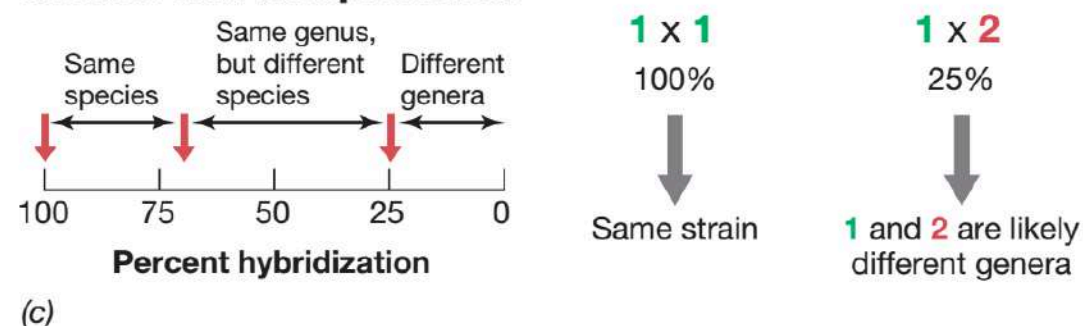 Same
species
Same genus,
but different
species
Different
genera
100 75 50 25 0
Percent hybridization
(c)
1 x 1
100%
Same strain
1 x 2
25%
1 and 2 are likely
different genera